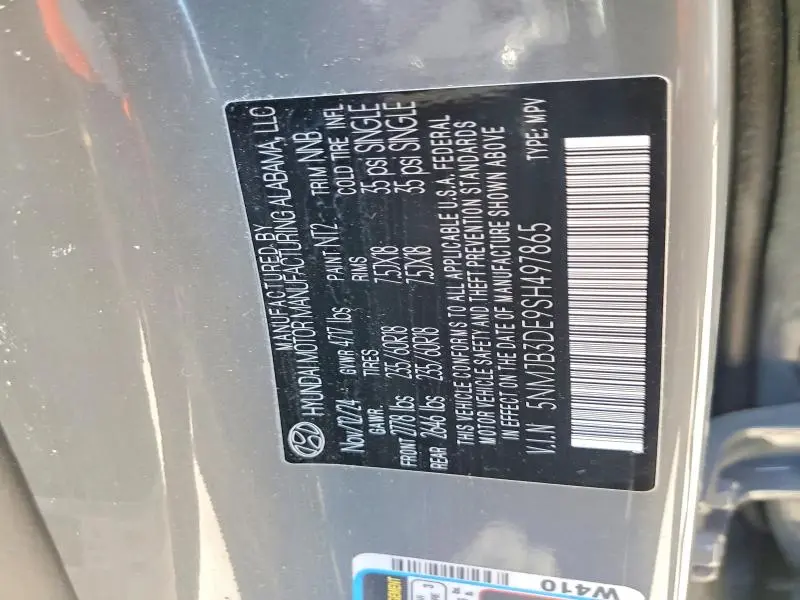 MANUFACTURED BY
HYUNDAI MOTOR MANUFACTURING ALABAMA, LLC
Nov/12/24 GVWR 4717 lbs PAINT NT2 TRIM NNB
GAWR. TIRES RIMS COLD TIRE INFL
FRONT 2778 lbs 235/60R18 7.5JX18 35 psi SINGLE
REAR 2646 lbs 235/60R18 7.5JX18 35 psi SINGLE
THIS VEHICLE CONFORMS TO ALL APPLICABLE U.S.A. FEDERAL
MOTOR VEHICLE SAFETY AND THEFT PREVENTION STANDARDS
IN EFFECT ON THE DATE OF MANUFACTURE SHOWN ABOVE
V.I.N 5NMJB3DE9SH497865 TYPE: MPV
W410